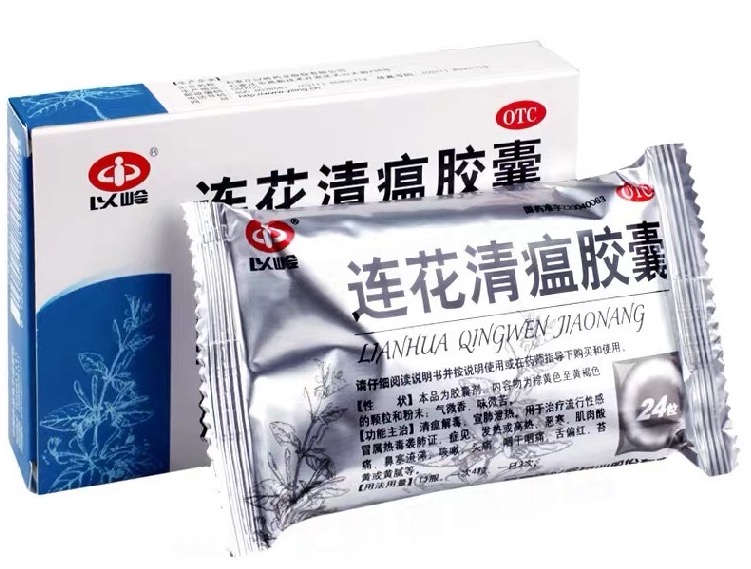 以岭
®
OTC
连花清瘟胶囊
以岭
®
OTC
连花清瘟胶囊
LIANHUA QINGWEN JIAONANG
请仔细阅读说明书并按说明使用或在药师指导下购买和使用。
【性 状】本品为胶囊剂,内容物为棕黄色至黄褐色
的颗粒和粉末;气微香,味微苦。
【功能主治】清瘟解毒,宣肺泄热。用于治疗流行性感
冒属热毒袭肺证,症见:发热或高热,恶寒,肌肉酸
痛,鼻塞流涕,咳嗽,头痛,咽干咽痛,舌偏红,苔
黄或黄腻等。
【用法用量】口服。一次4粒,一日3次。
24粒